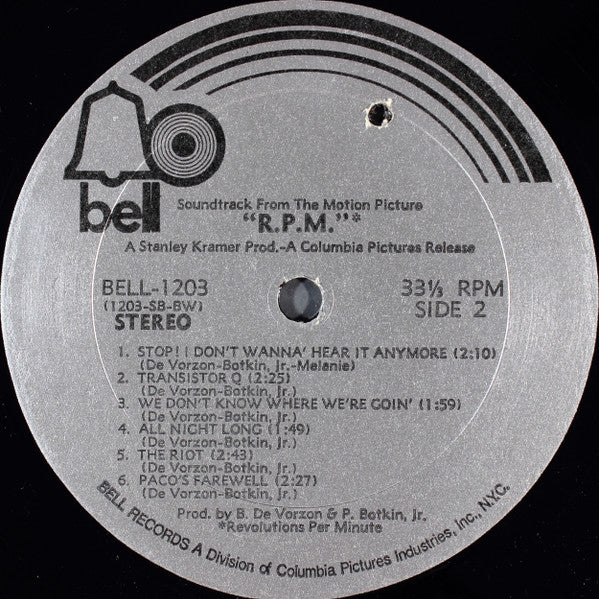 bell
Soundtrack From The Motion Picture
"R.P.M."*
A Stanley Kramer Prod.-A Columbia Pictures Release
BELL-1203
(1203-SB-BW)
STEREO
33⅓ RPM
SIDE 2
1. STOP! I DON'T WANNA' HEAR IT ANYMORE (2:10)
(De Vorzon-Botkin, Jr.-Melanie)
2. TRANSISTOR Q (2:25)
(De Vorzon-Botkin, Jr.)
3. WE DON'T KNOW WHERE WE'RE GOIN' (1:59)
(De Vorzon-Botkin, Jr.)
4. ALL NIGHT LONG (1:49)
(De Vorzon-Botkin, Jr.)
5. THE RIOT (2:43)
(De Vorzon-Botkin, Jr.)
6. PACO'S FAREWELL (2:27)
(De Vorzon-Botkin, Jr.)
Prod. by B. De Vorzon & P. Botkin, Jr.
*Revolutions Per Minute
BELL RECORDS A Division of Columbia Pictures Industries, Inc., N.Y.C.